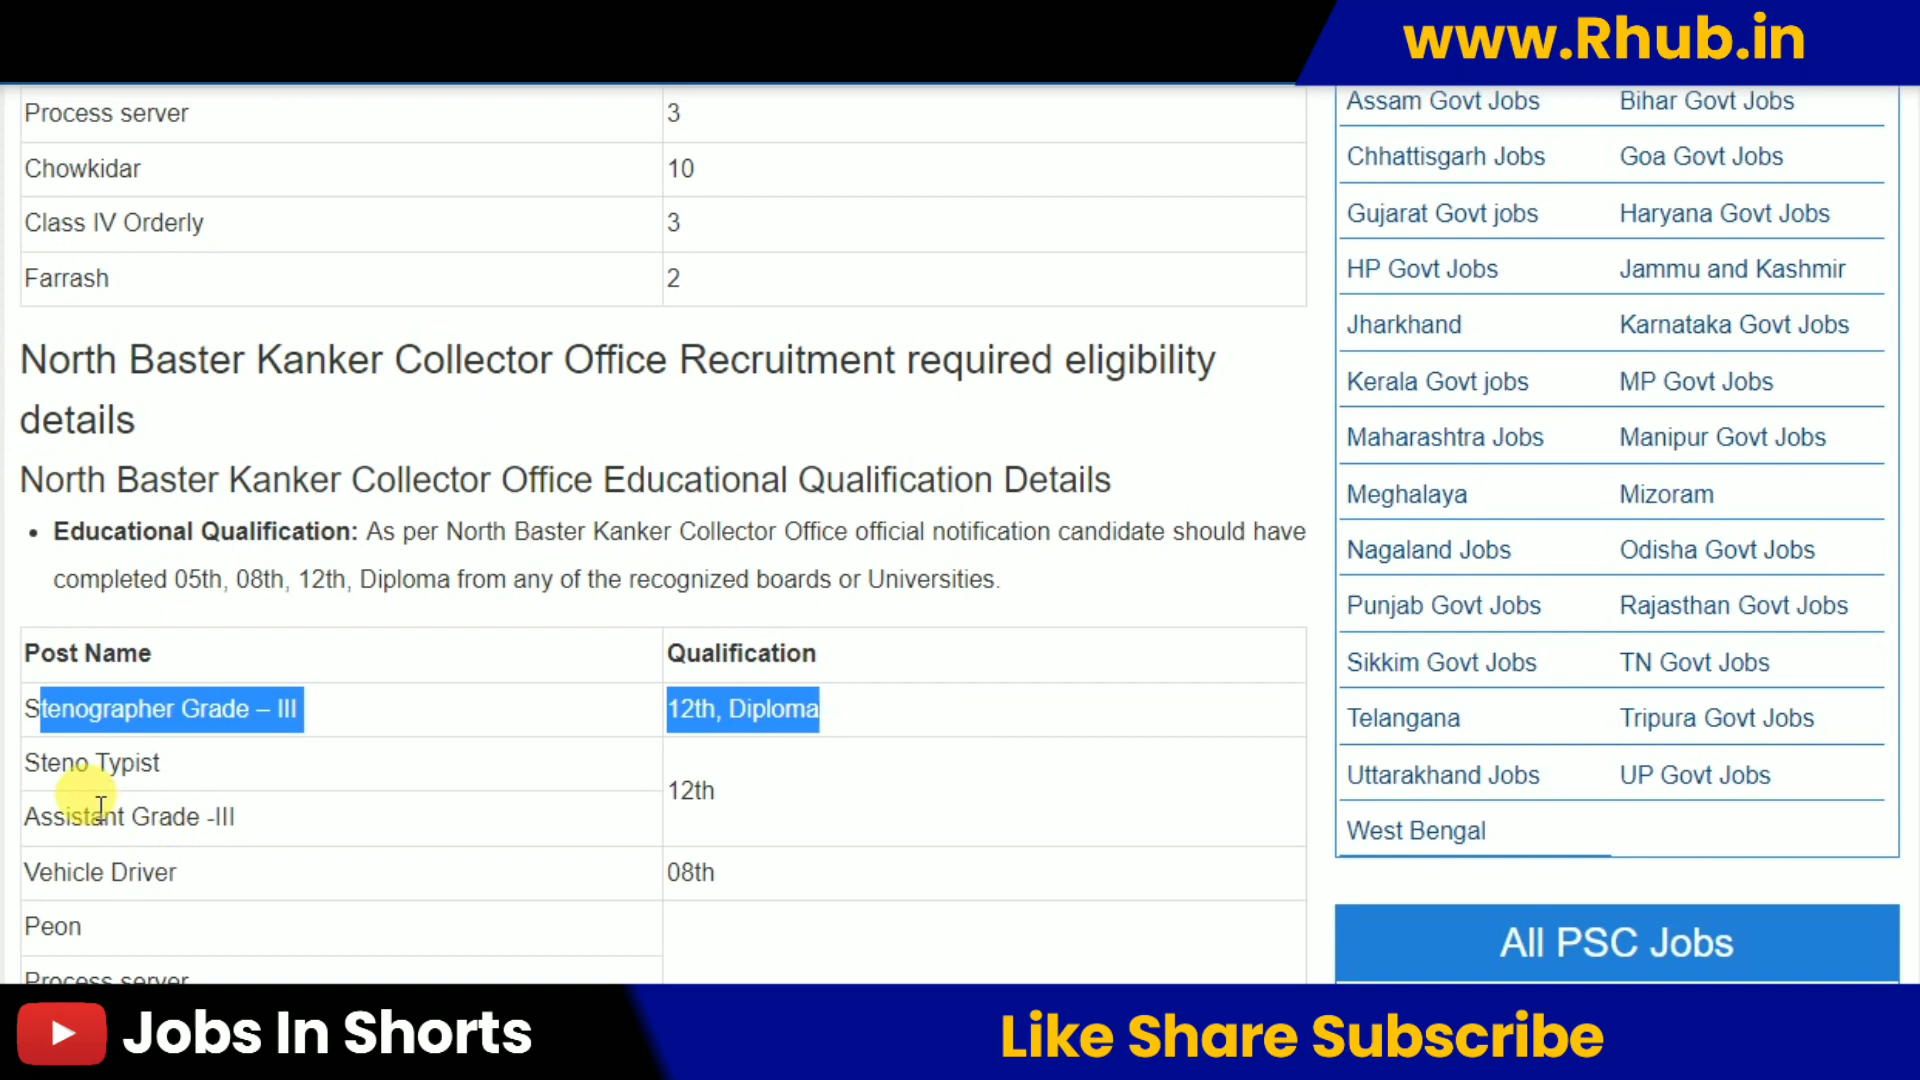 www.Rhub.in
Process server 3
Chowkidar 10
Class IV Orderly 3
Farrash 2
North Baster Kanker Collector Office Recruitment required eligibility
details
North Baster Kanker Collector Office Educational Qualification Details
• Educational Qualification: As per North Baster Kanker Collector Office official notification candidate should have
completed 05th, 08th, 12th, Diploma from any of the recognized boards or Universities.
Post Name Qualification
Stenographer Grade – III 12th, Diploma
Steno Typist
12th
Assistant Grade -III
Vehicle Driver 08th
Peon
Process server
Assam Govt Jobs Bihar Govt Jobs
Chhattisgarh Jobs Goa Govt Jobs
Gujarat Govt jobs Haryana Govt Jobs
HP Govt Jobs Jammu and Kashmir
Jharkhand Karnataka Govt Jobs
Kerala Govt jobs MP Govt Jobs
Maharashtra Jobs Manipur Govt Jobs
Meghalaya Mizoram
Nagaland Jobs Odisha Govt Jobs
Punjab Govt Jobs Rajasthan Govt Jobs
Sikkim Govt Jobs TN Govt Jobs
Telangana Tripura Govt Jobs
Uttarakhand Jobs UP Govt Jobs
West Bengal
All PSC Jobs
Jobs In Shorts
Like Share Subscribe